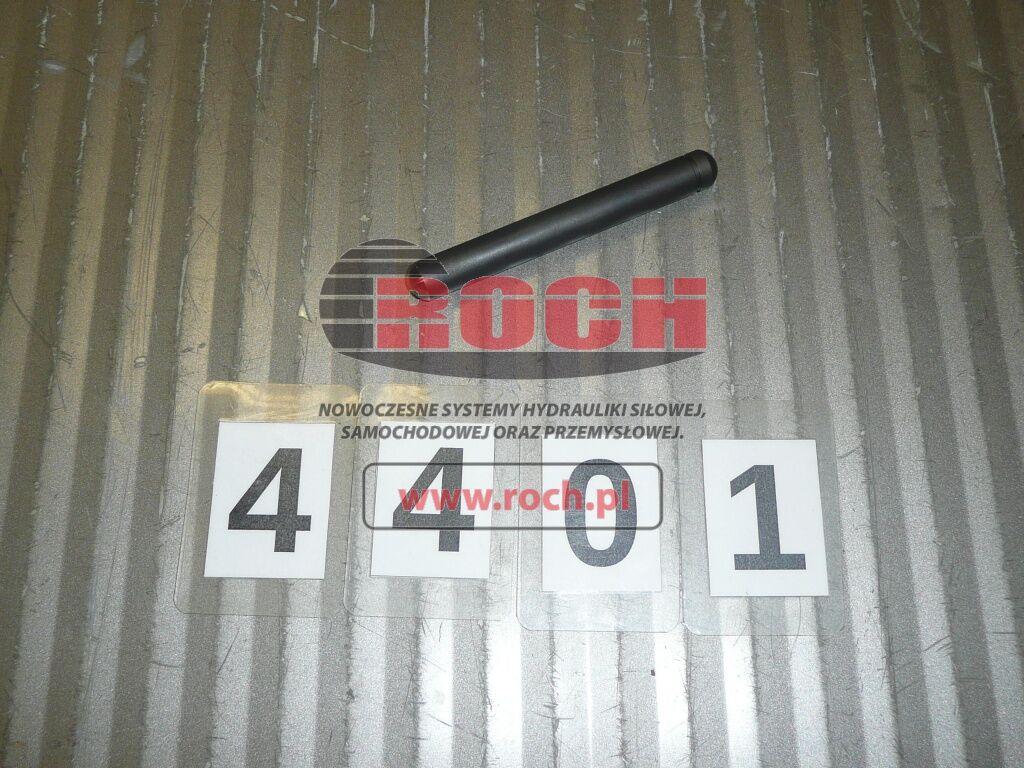 ROCH
NOWOCZESNE SYSTEMY HYDRAULIKI SIŁOWEJ,
SAMOCHODOWEJ ORAZ PRZEMYSŁOWEJ.
www.roch.pl
4 4 0 1